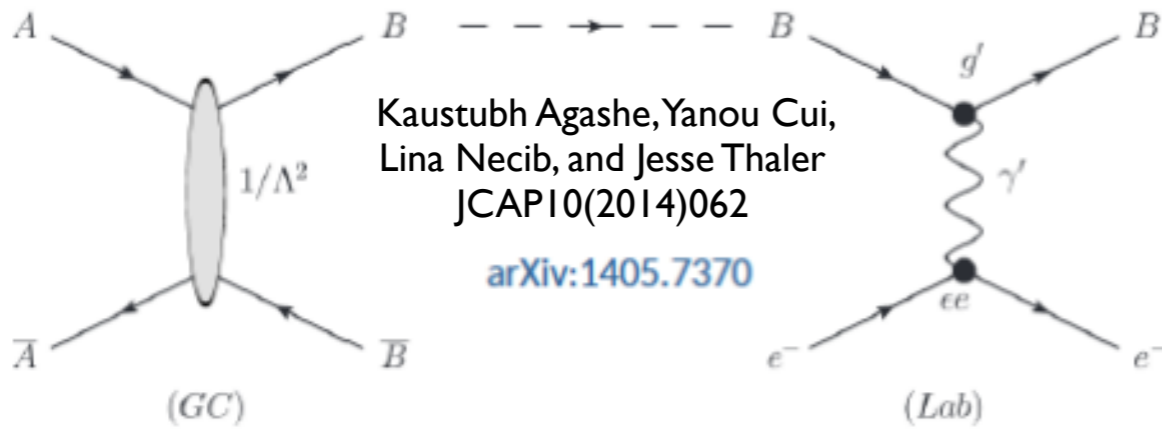 A B B B
g′
Kaustubh Agashe, Yanou Cui,
Lina Necib, and Jesse Thaler
JCAP10(2014)062
1/Λ² γ′
arXiv:1405.7370
ϵe
A̅ B̅ e⁻ e⁻
(GC) (Lab)